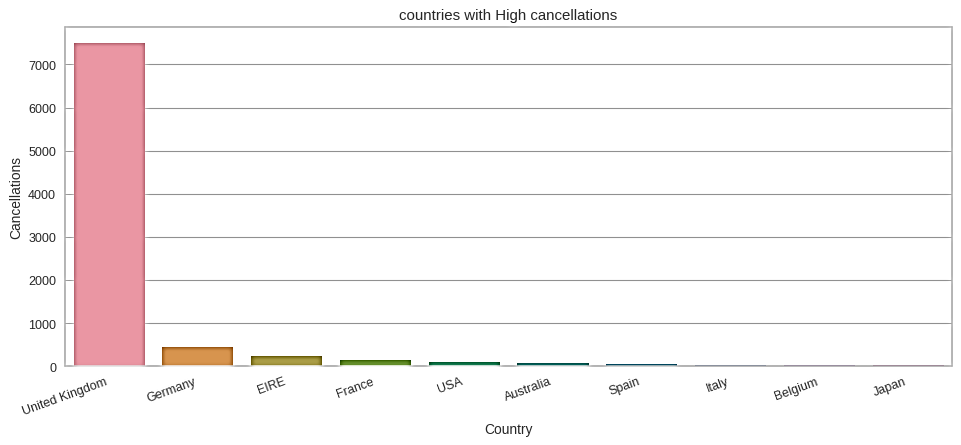 countries with High cancellations
Cancellations
7000
6000
5000
4000
3000
2000
1000
0
United Kingdom
Germany
EIRE
France
USA
Australia
Spain
Italy
Belgium
Japan
Country